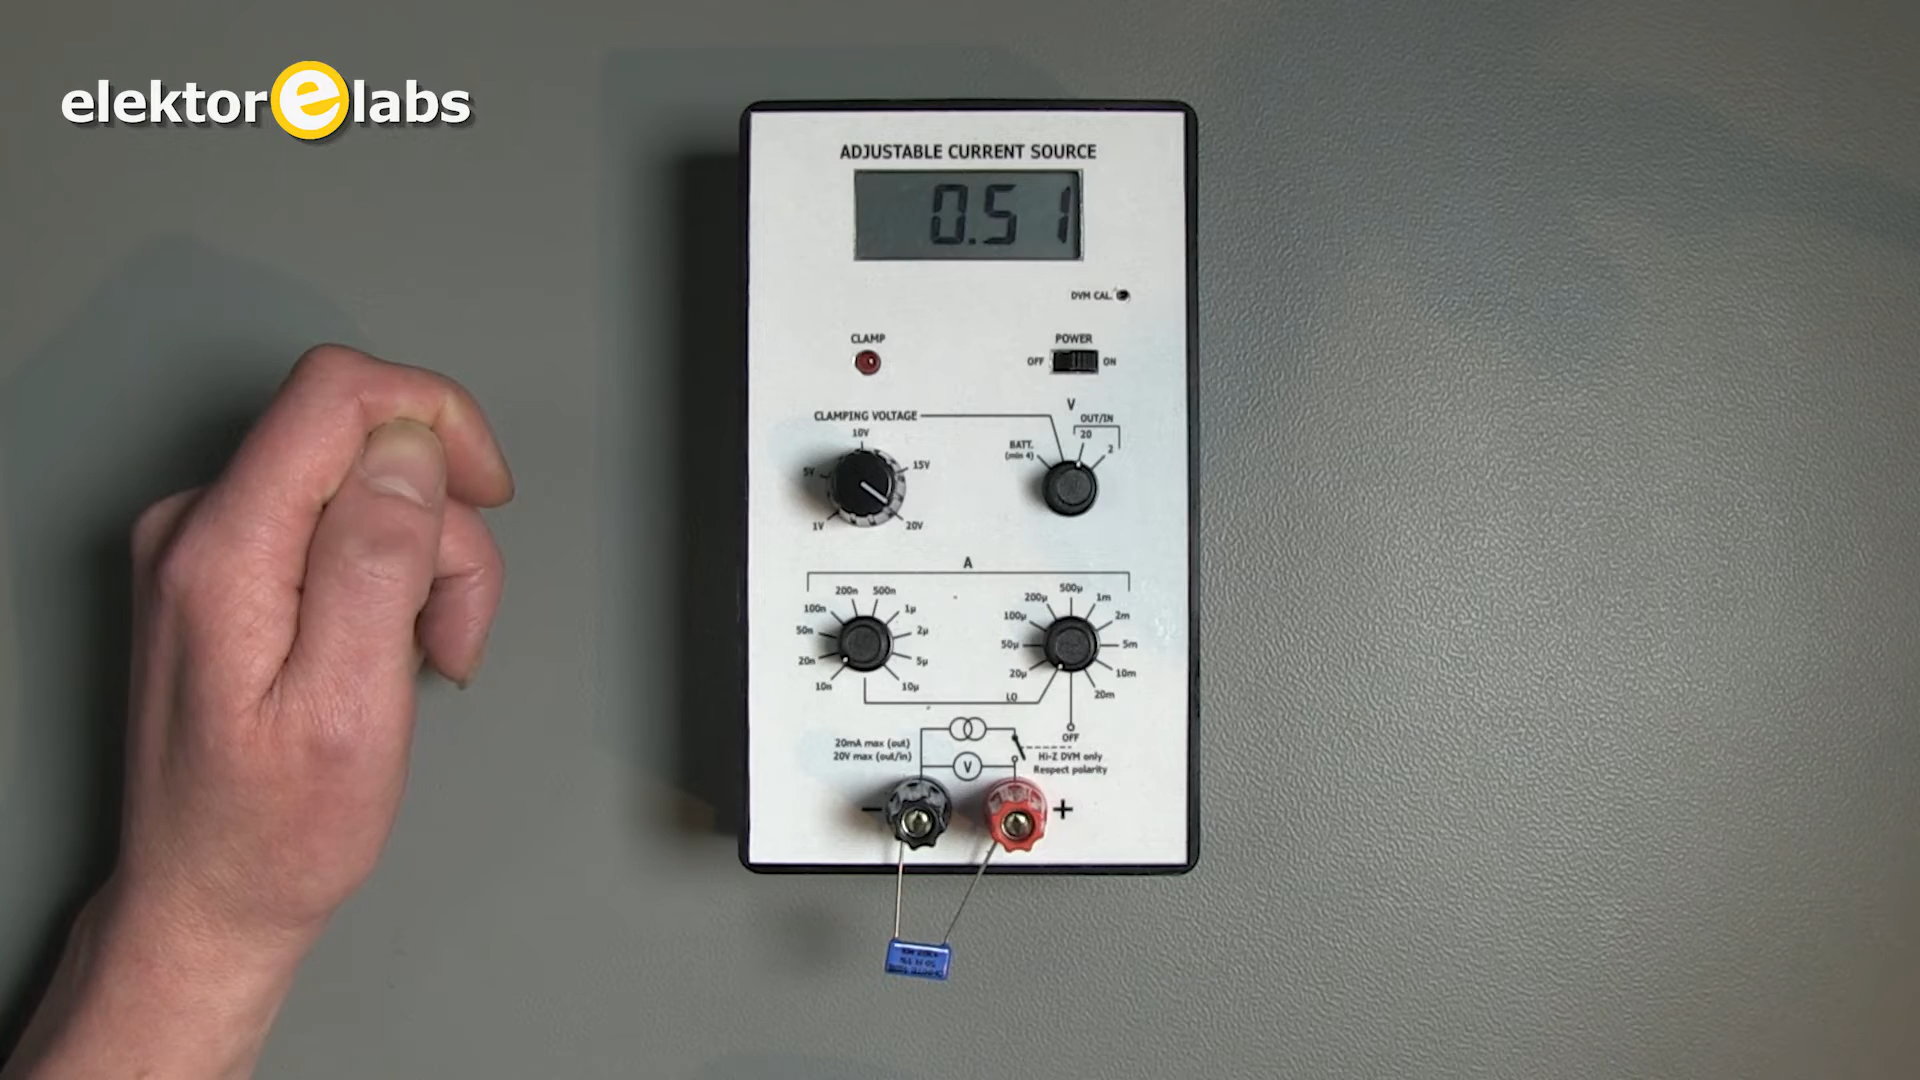 elektor e labs
ADJUSTABLE CURRENT SOURCE
0.51
DVM CAL.
CLAMP
POWER
OFF
ON
CLAMPING VOLTAGE
V
OUT/IN
20
2
BATT.
(min 4)
1V
5V
10V
15V
20V
A
10n
20n
50n
100n
200n
500n
1µ
2µ
5µ
10µ
LO
20µ
50µ
100µ
200µ
500µ
1m
2m
5m
10m
20m
OFF
20mA max (out)
20V max (out/in)
V
Hi-Z DVM only
Respect polarity
−
+